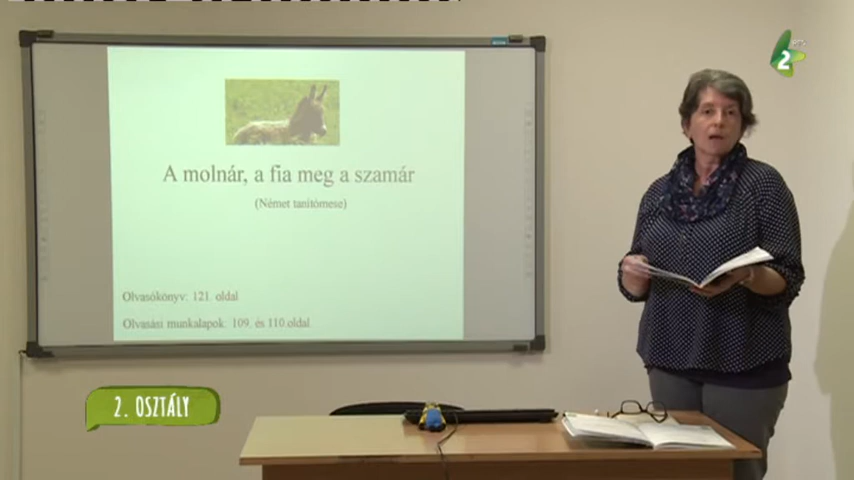 A molnár, a fia meg a szamár
(Német tanítómese)
Olvasókönyv: 121. oldal
Olvasási munkalapok: 109. és 110.oldal
2. OSZTÁLY
2